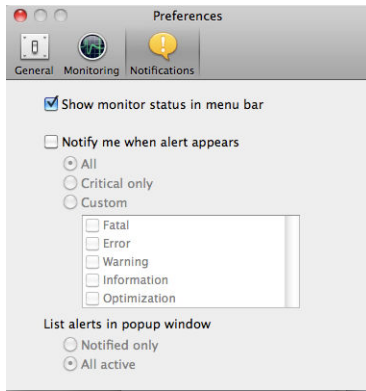 Preferences
General Monitoring Notifications
Show monitor status in menu bar
Notify me when alert appears
All
Critical only
Custom
Fatal
Error
Warning
Information
Optimization
List alerts in popup window
Notified only
All active